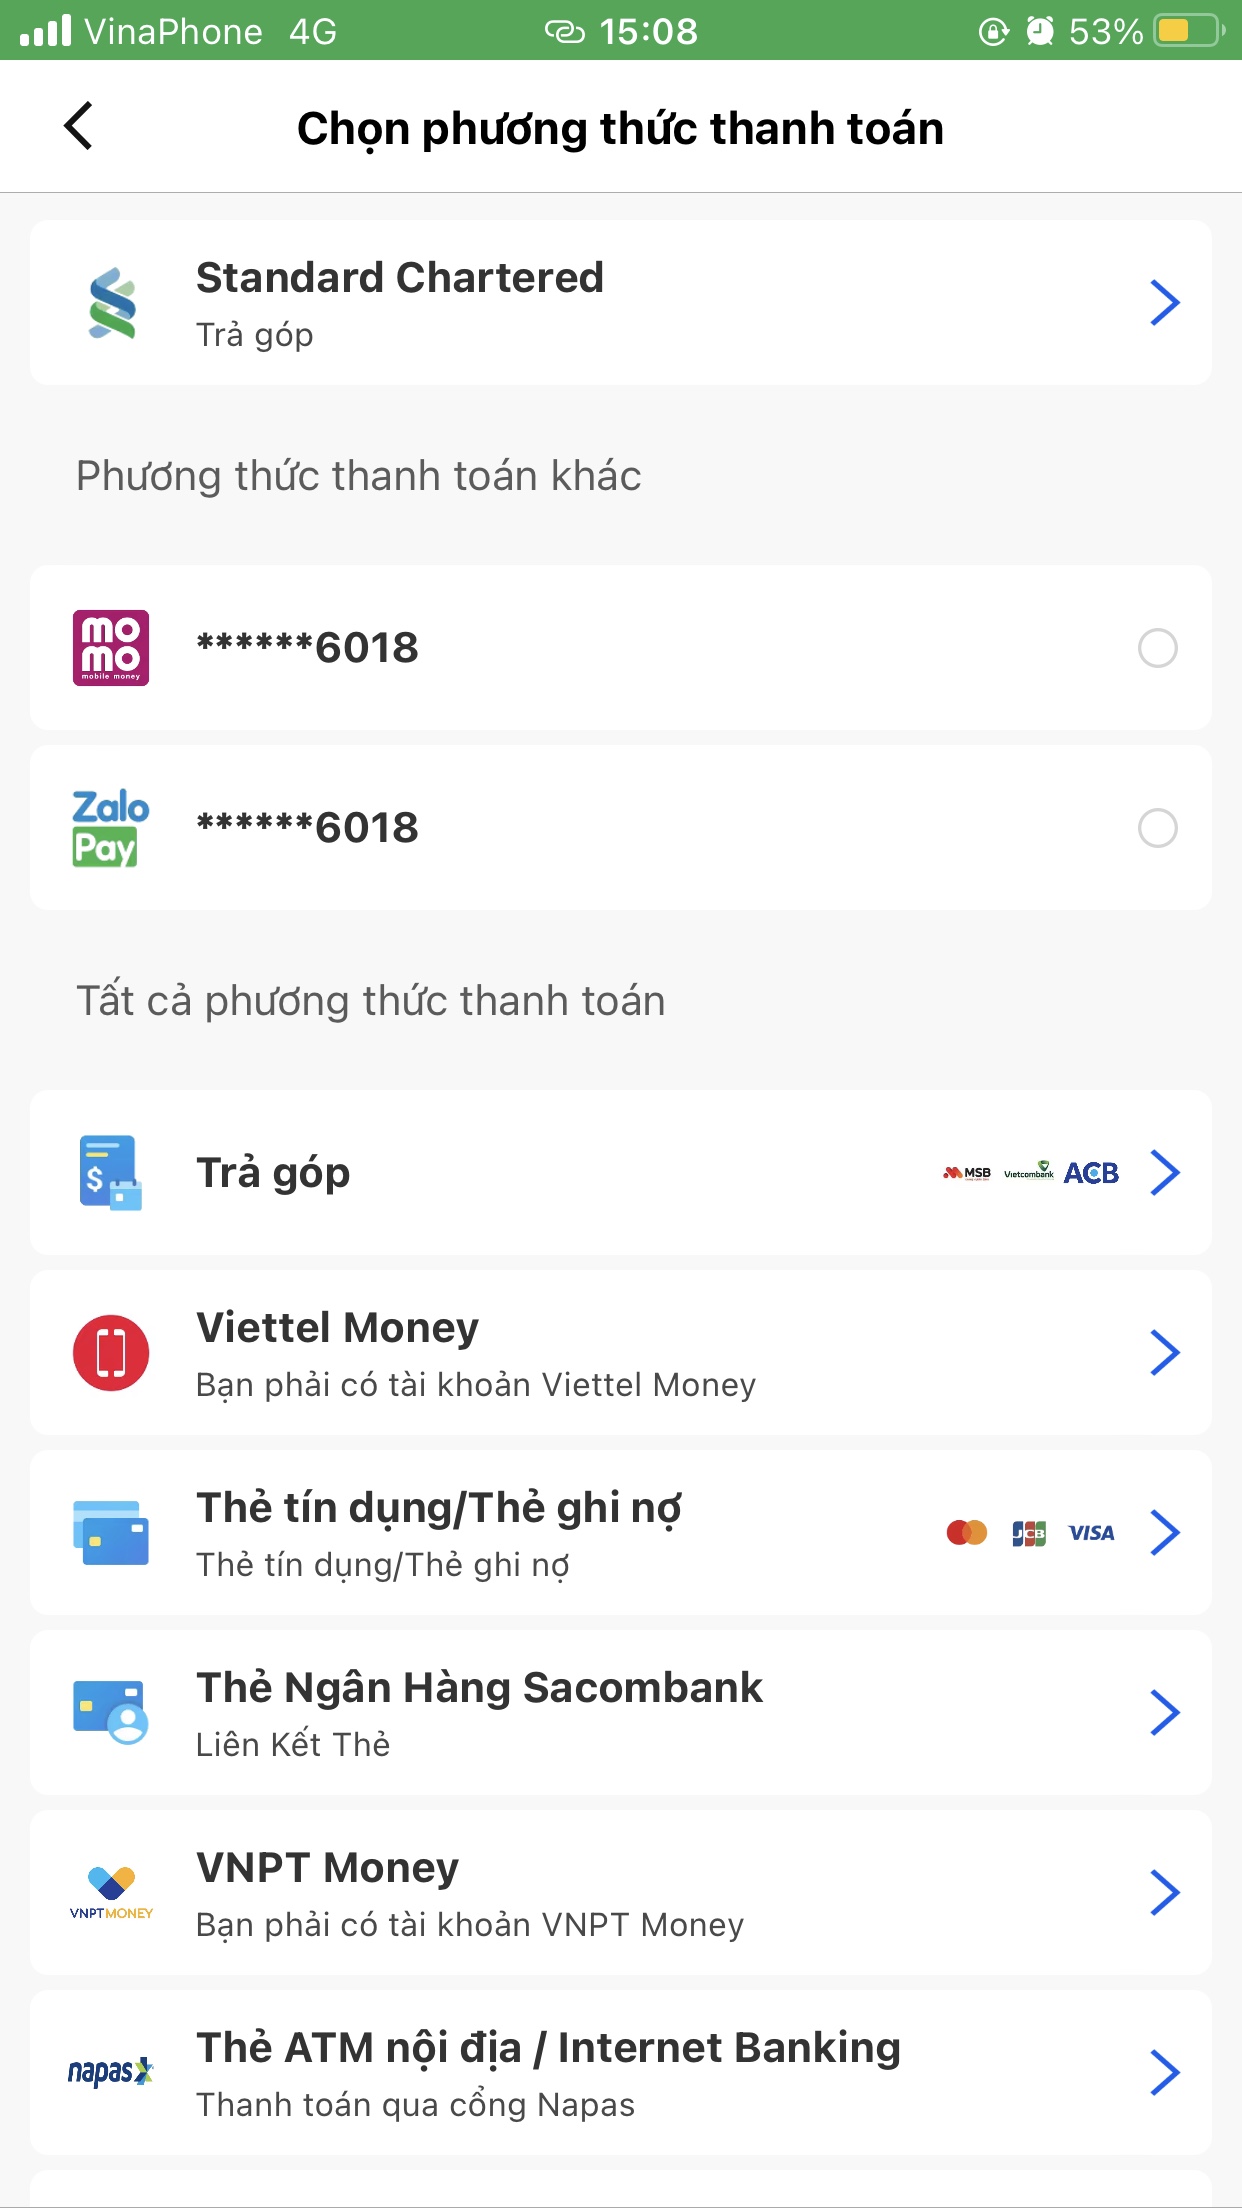 VinaPhone 4G 15:08 53%
Chọn phương thức thanh toán
Standard Chartered
Trả góp
Phương thức thanh toán khác
mo
mo
mobile money
******6018
Zalo
Pay
******6018
Tất cả phương thức thanh toán
$
Trả góp
MSB Vietcombank ACB
Viettel Money
Bạn phải có tài khoản Viettel Money
Thẻ tín dụng/Thẻ ghi nợ
JCB VISA
Thẻ tín dụng/Thẻ ghi nợ
Thẻ Ngân Hàng Sacombank
Liên Kết Thẻ
VNPT Money
VNPT MONEY
Bạn phải có tài khoản VNPT Money
Thẻ ATM nội địa / Internet Banking
napas
Thanh toán qua cổng Napas